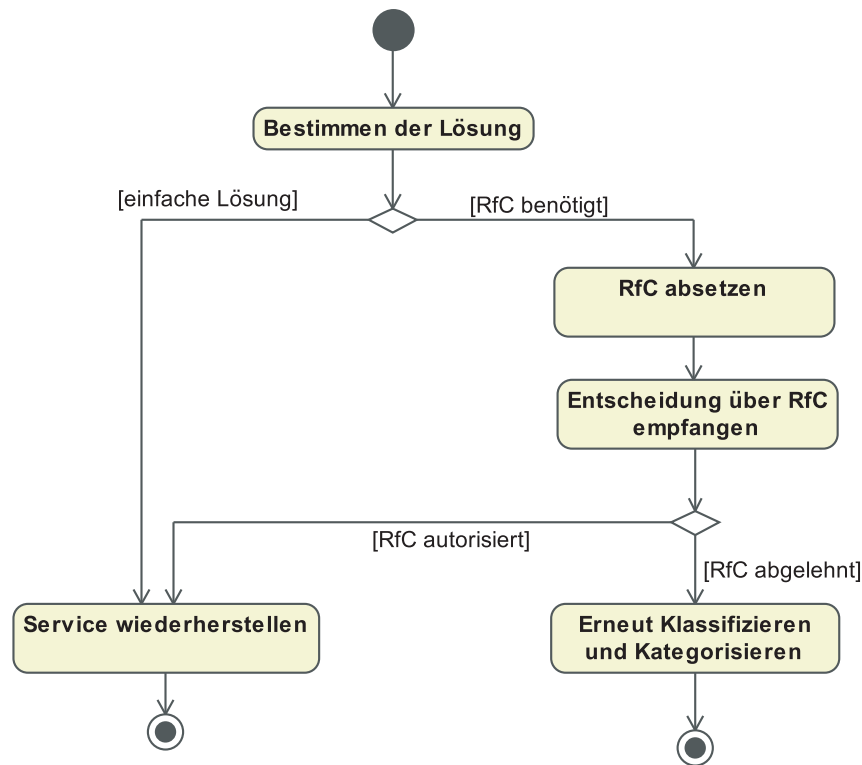 Bestimmen der Lösung
[einfache Lösung]
[RfC benötigt]
RfC absetzen
Entscheidung über RfC
empfangen
[RfC autorisiert]
[RfC abgelehnt]
Service wiederherstellen
Erneut Klassifizieren
und Kategorisieren